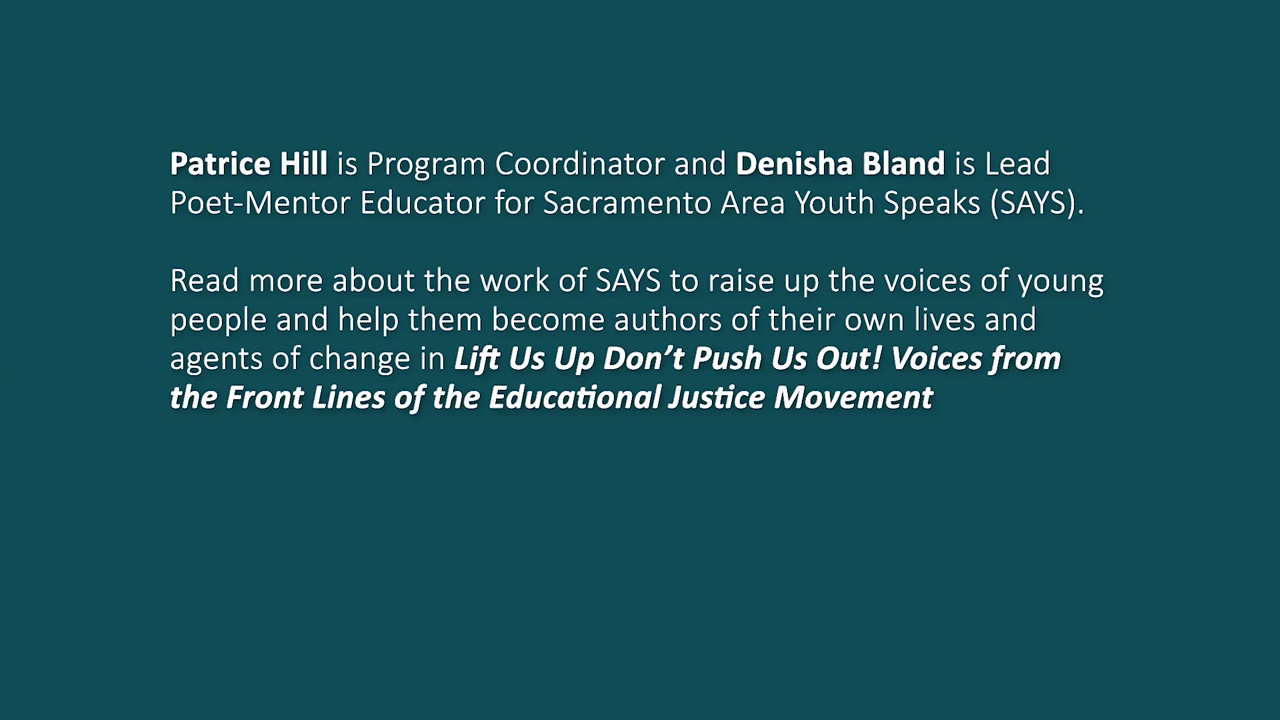 Patrice Hill is Program Coordinator and Denisha Bland is Lead
Poet-Mentor Educator for Sacramento Area Youth Speaks (SAYS).
Read more about the work of SAYS to raise up the voices of young
people and help them become authors of their own lives and
agents of change in Lift Us Up Don’t Push Us Out! Voices from
the Front Lines of the Educational Justice Movement